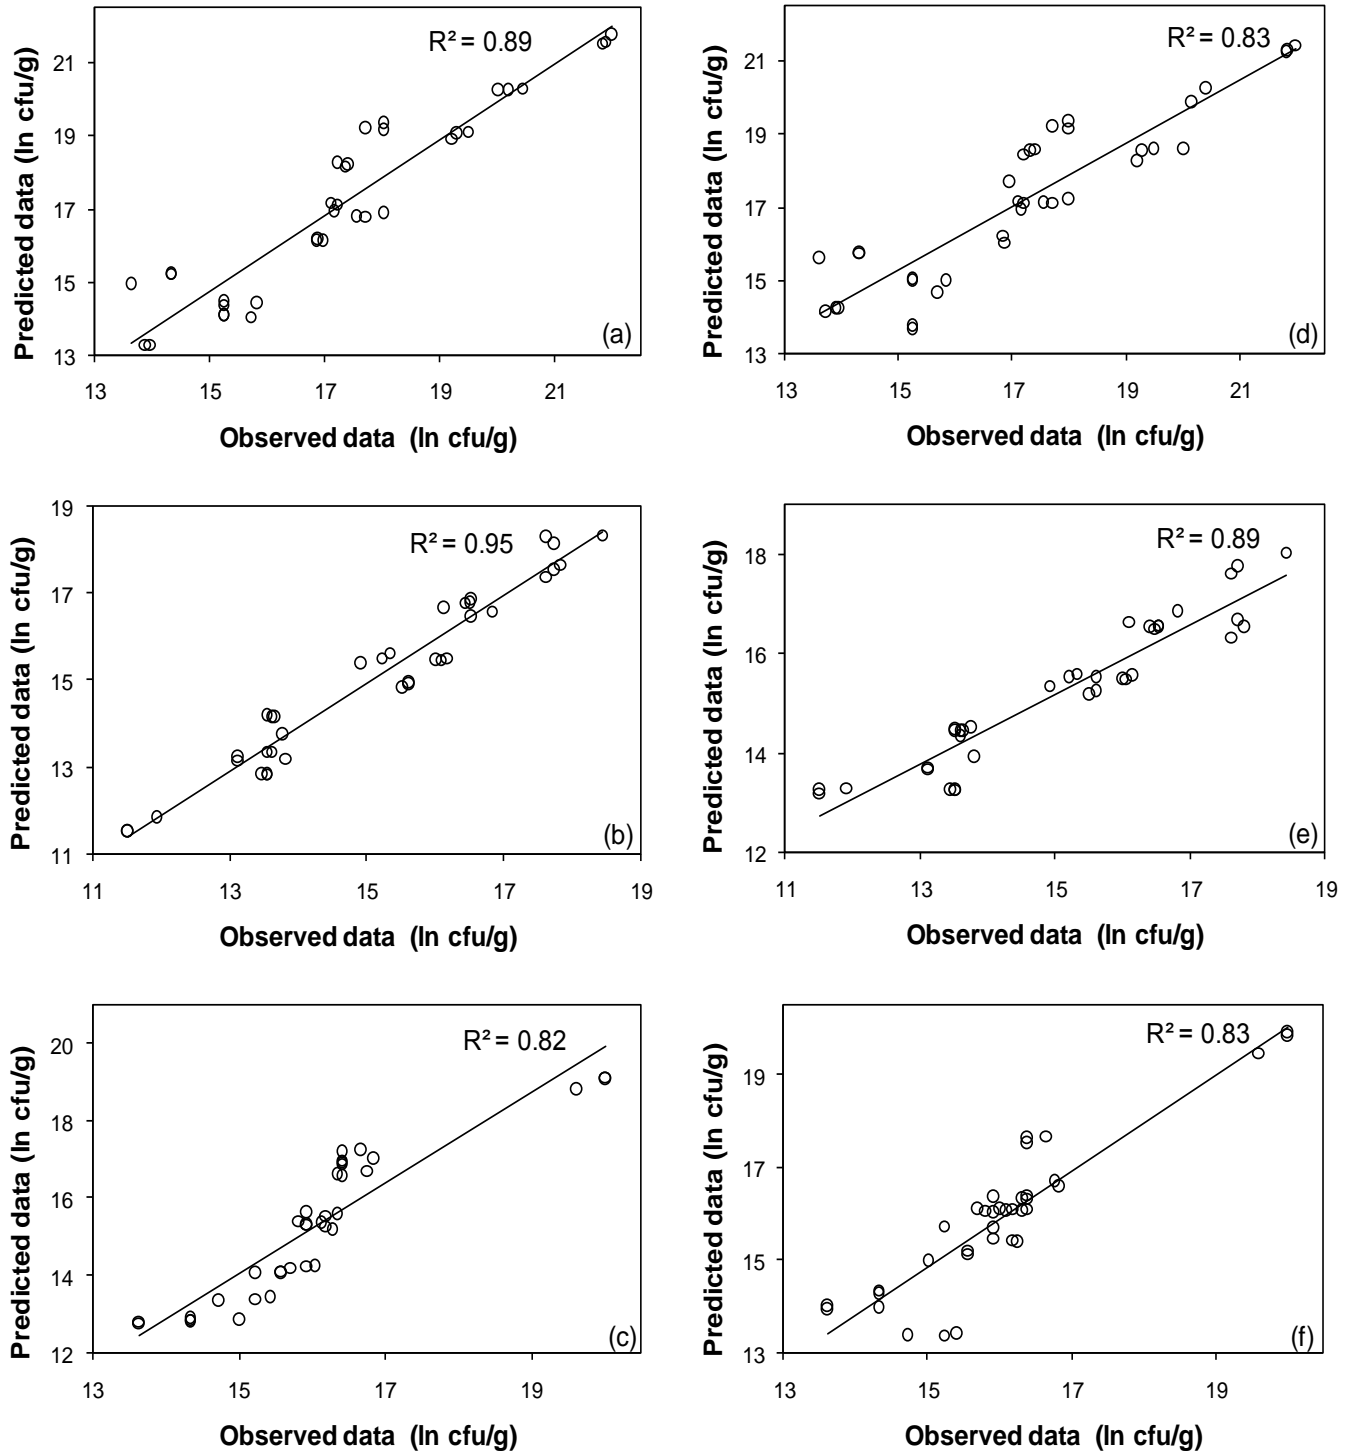 Predicted data (ln cfu/g)
R² = 0.89
21
19
17
15
13
(a)
13 15 17 19 21
Observed data (ln cfu/g)
Predicted data (ln cfu/g)
R² = 0.83
21
19
17
15
13
(d)
13 15 17 19 21
Observed data (ln cfu/g)
Predicted data (ln cfu/g)
R² = 0.95
19
17
15
13
11
(b)
11 13 15 17 19
Observed data (ln cfu/g)
Predicted data (ln cfu/g)
R² = 0.89
18
16
14
12
(e)
11 13 15 17 19
Observed data (ln cfu/g)
Predicted data (ln cfu/g)
R² = 0.82
20
18
16
14
12
(c)
13 15 17 19
Observed data (ln cfu/g)
Predicted data (ln cfu/g)
R² = 0.83
19
17
15
13
(f)
13 15 17 19
Observed data (ln cfu/g)